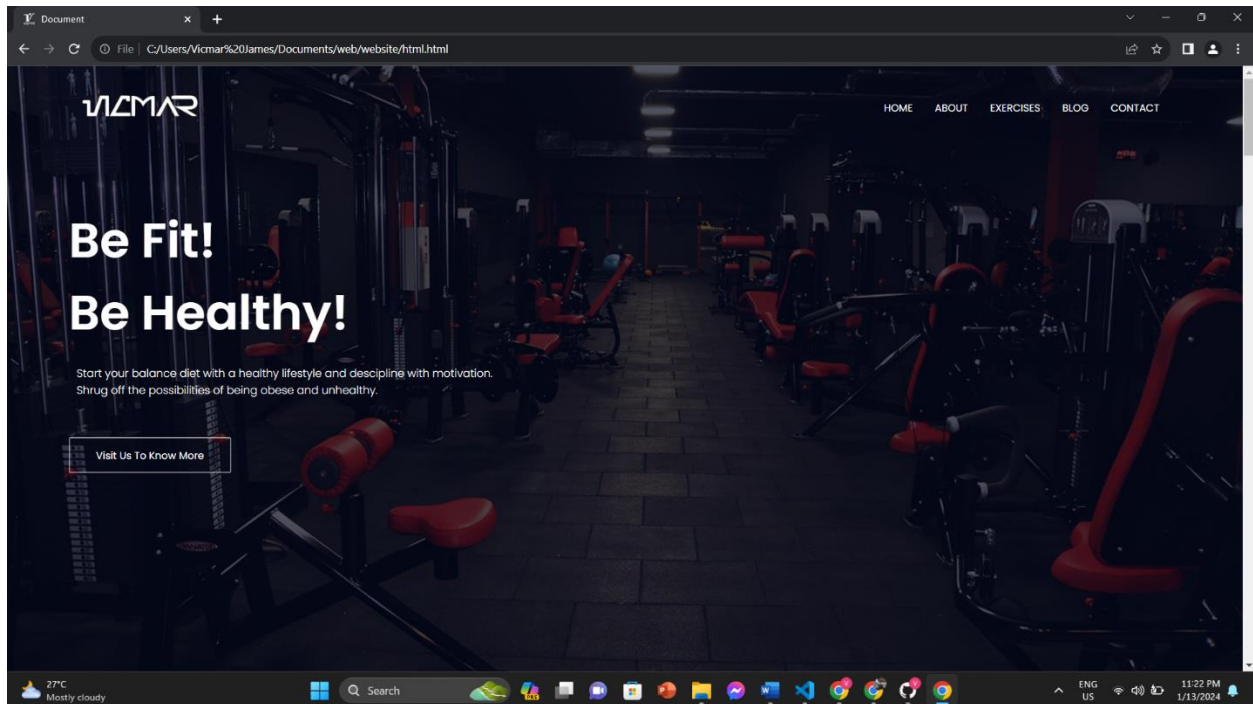 Document
File
C:/Users/Vicmar%20James/Documents/web/website/html.html
VICMAR
HOME ABOUT EXERCISES BLOG CONTACT
Be Fit!
Be Healthy!
Start your balance diet with a healthy lifestyle and descipline with motivation.
Shrug off the possibilities of being obese and unhealthy.
Visit Us To Know More
27°C
Mostly cloudy
Search
PRE
ENG
US
11:22 PM
1/13/2024